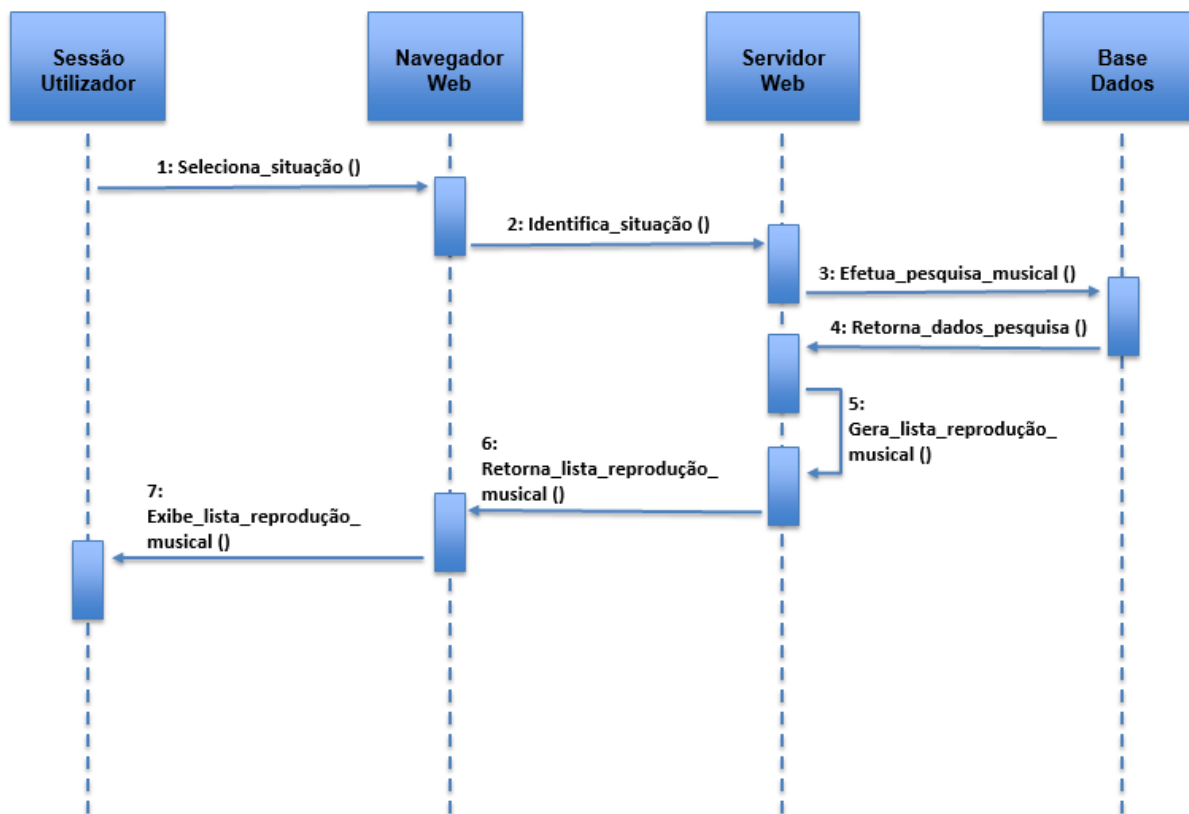 Sessão
Utilizador
Navegador
Web
Servidor
Web
Base
Dados
1: Seleciona_situação ()
2: Identifica_situação ()
3: Efetua_pesquisa_musical ()
4: Retorna_dados_pesquisa ()
5:
Gera_lista_reprodução_
musical ()
6:
Retorna_lista_reprodução_
musical ()
7:
Exibe_lista_reprodução_
musical ()